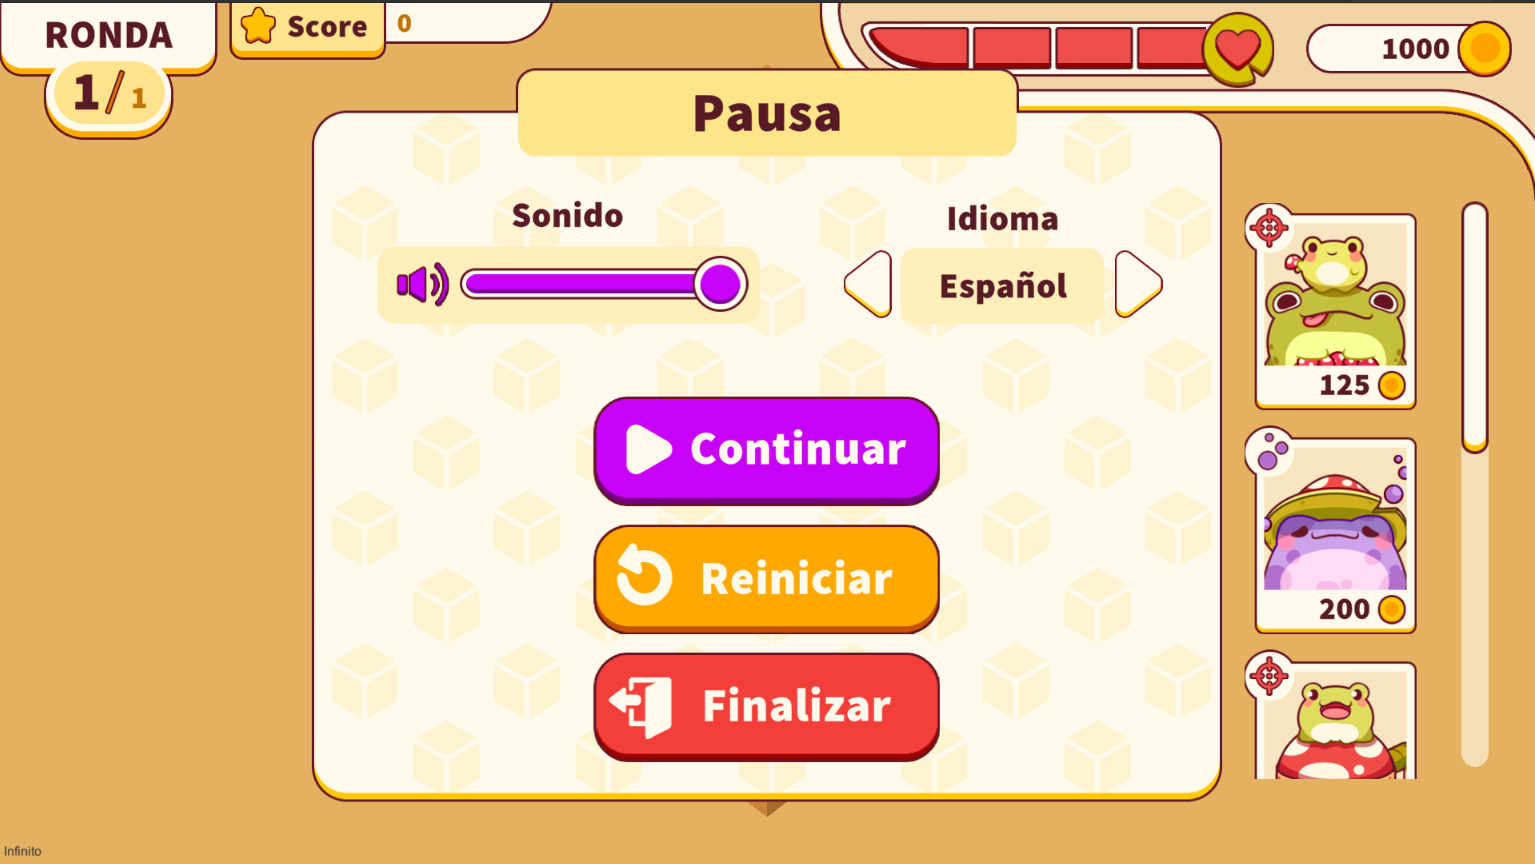 RONDA
1/1
Score
0
1000
Pausa
Sonido
Idioma
Español
Continuar
Reiniciar
Finalizar
125
200
Infinito